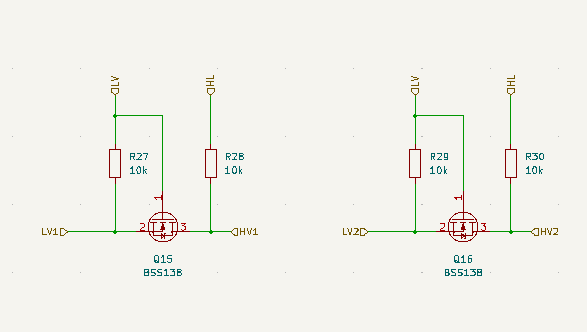 LV
HL
LV
HL
R27
10k
R28
10k
R29
10k
R30
10k
1
1
LV1
2
3
HV1
LV2
2
3
HV2
Q15
BSS138
Q16
BSS138